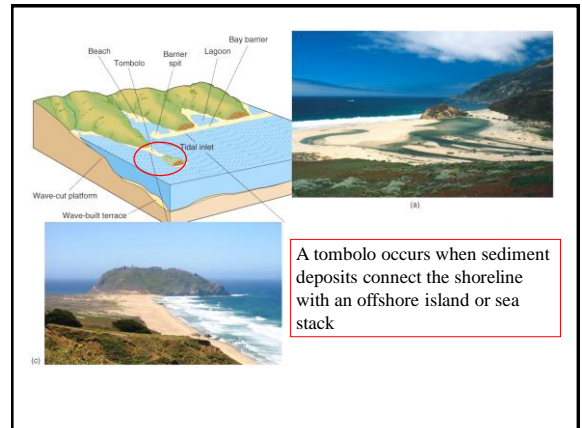 Bay barrier
Beach
Barrier
spit
Lagoon
Tombolo
Tidal inlet
Wave-cut platform
Wave-built terrace
(a)
A tombolo occurs when sediment
deposits connect the shoreline
with an offshore island or sea
stack
(c)